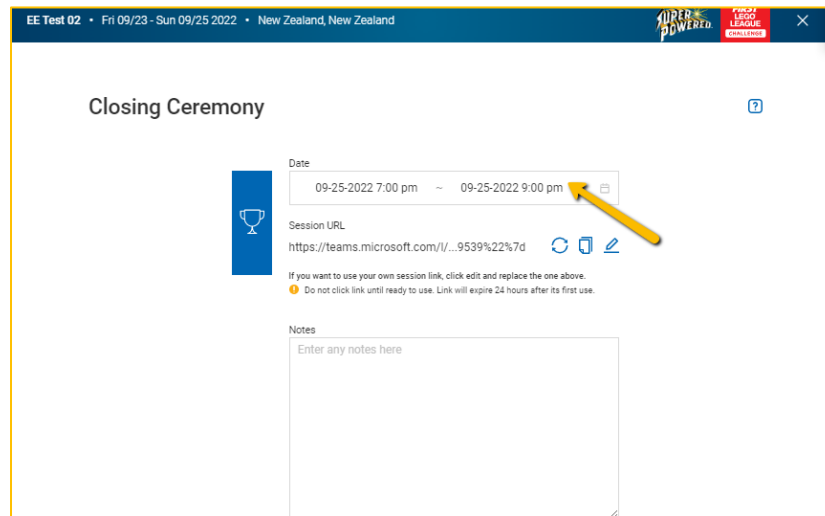 EE Test 02 • Fri 09/23 - Sun 09/25 2022 • New Zealand, New Zealand
SUPER
POWERED
FIRST
LEGO
LEAGUE
CHALLENGE
Closing Ceremony
Date
09-25-2022 7:00 pm ~ 09-25-2022 9:00 pm
Session URL
https://teams.microsoft.com/l/...9539%22%7d
If you want to use your own session link, click edit and replace the one above.
Do not click link until ready to use. Link will expire 24 hours after its first use.
Notes
Enter any notes here